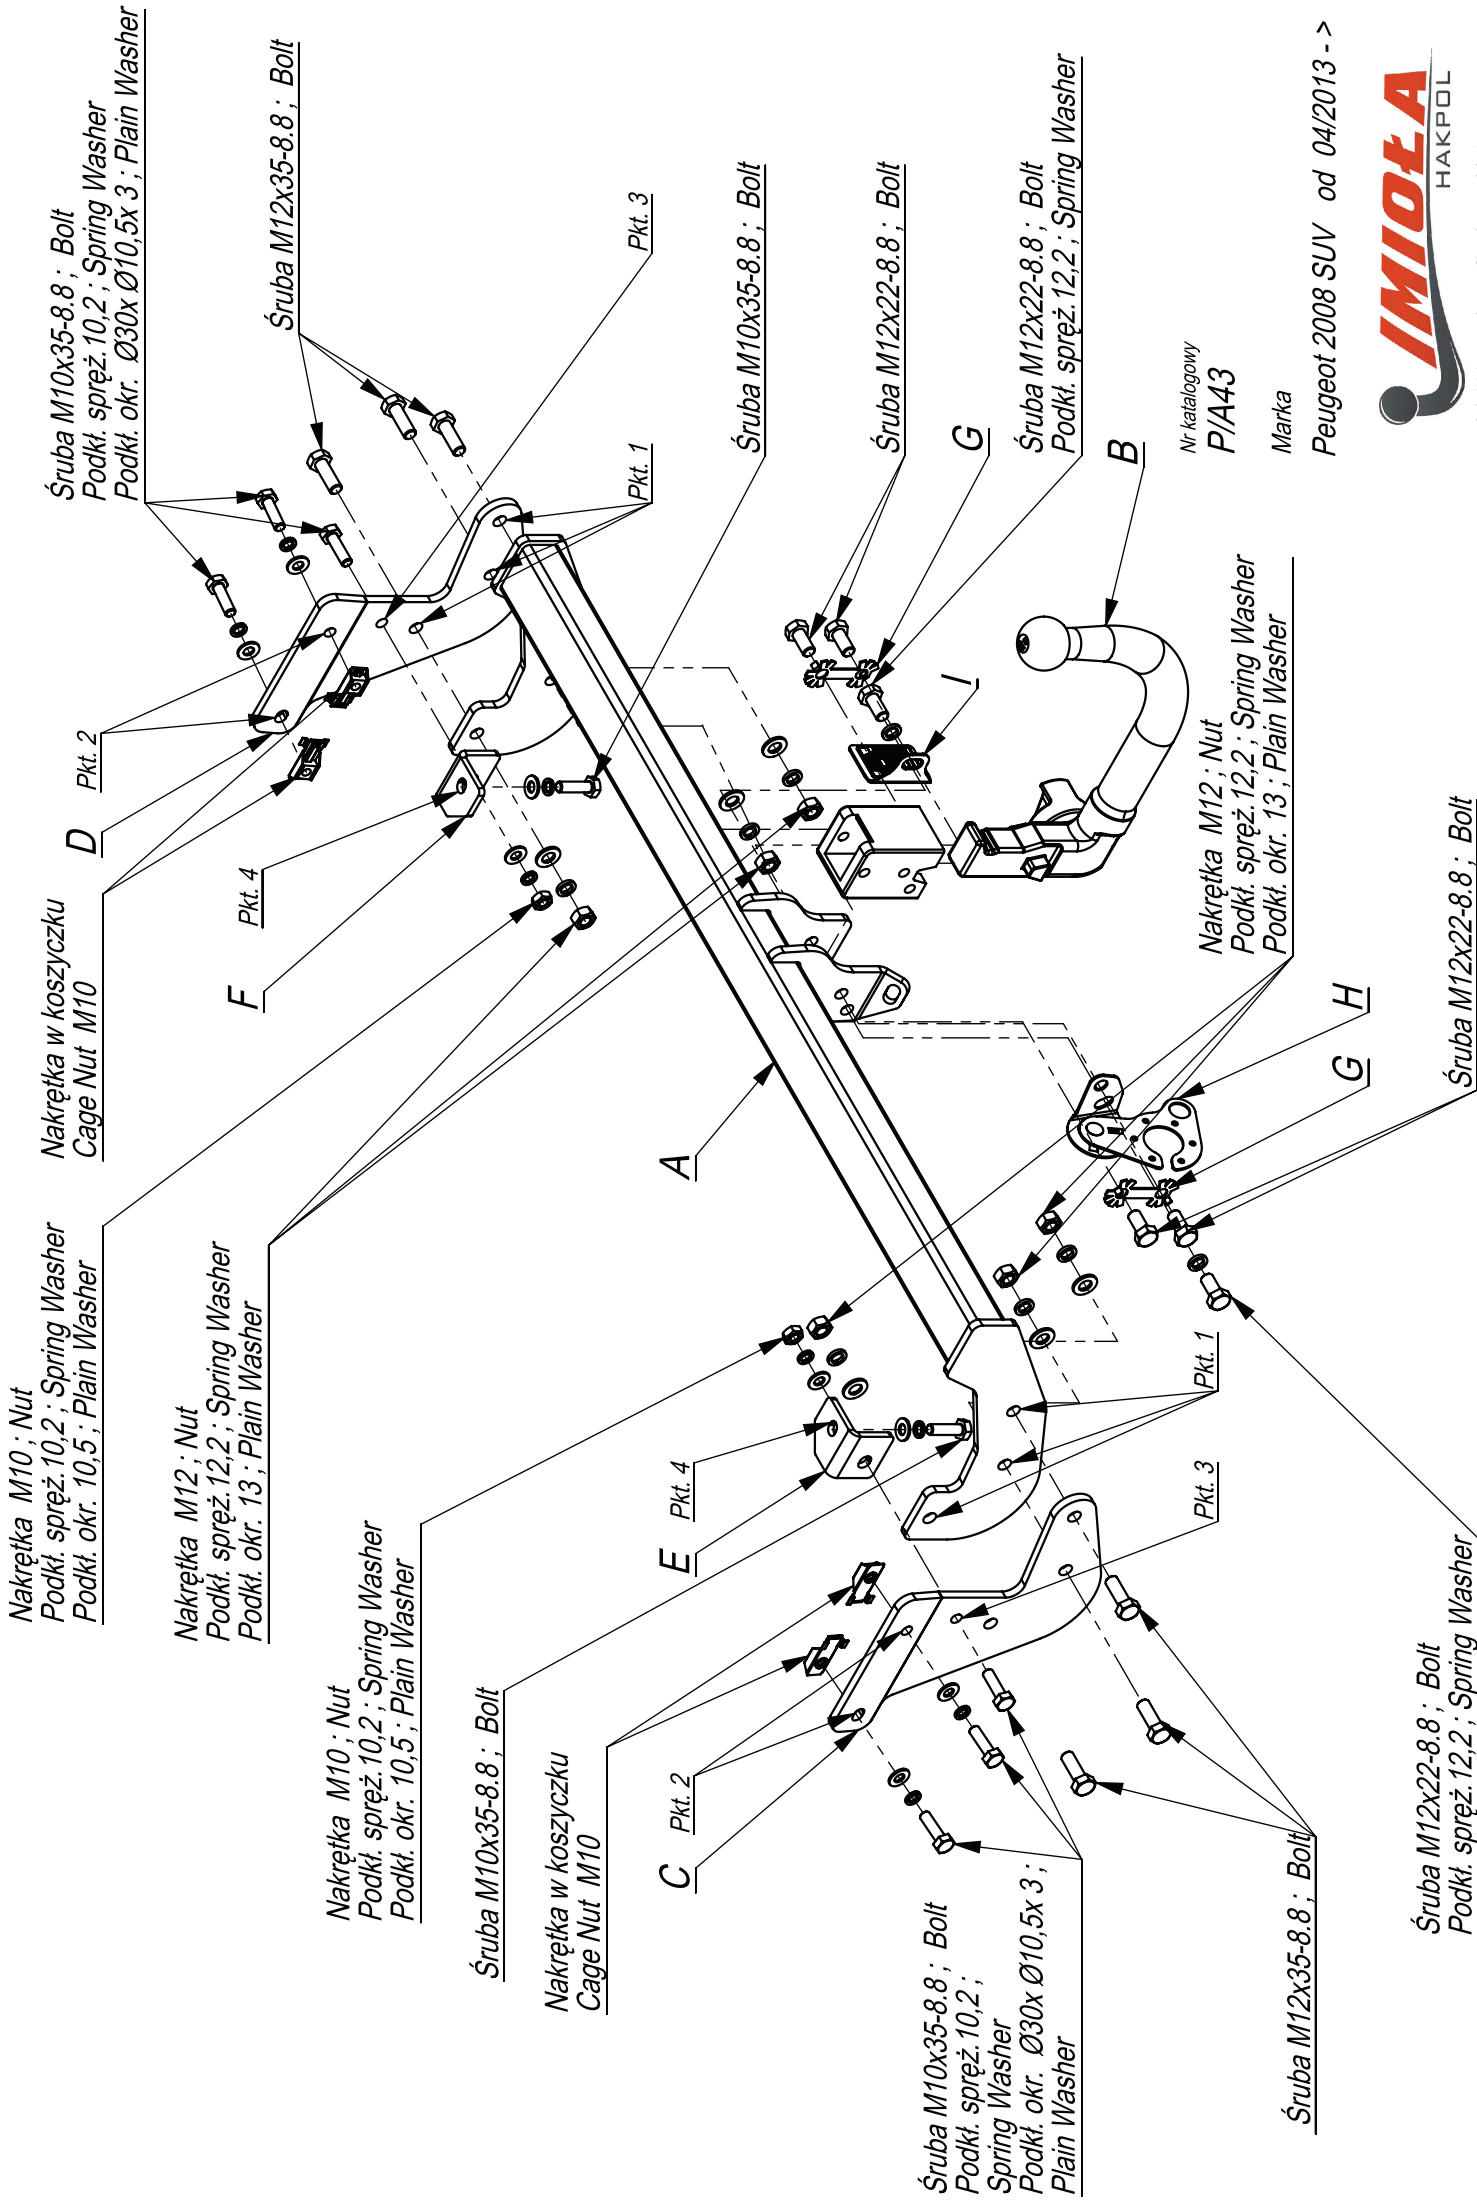 Nakrętka M10 ; Nut
Podkł. spręż.10,2 ; Spring Washer
Podkł. okr. 10,5 ; Plain Washer
Nakrętka M12 ; Nut
Podkł. spręż.12,2 ; Spring Washer
Podkł. okr. 13 ; Plain Washer
Nakrętka M10 ; Nut
Podkł. spręż.10,2 ; Spring Washer
Podkł. okr. 10,5 ; Plain Washer
Śruba M10x35-8.8 ; Bolt
Nakrętka w koszyczku
Cage Nut M10
Pkt. 2
C
Śruba M10x35-8.8 ; Bolt
Podkł. spręż.10,2 ;
Spring Washer
Podkł. okr. Ø30x Ø10,5x 3 ;
Plain Washer
Śruba M12x35-8.8 ; Bolt
Śruba M12x22-8.8 ; Bolt
Podkł. spręż.12,2 ; Spring Washer
Nakrętka w koszyczku
Cage Nut M10
E
Pkt. 4
Pkt. 3
Pkt. 1
A
F
Pkt. 4
D
Pkt. 2
Śruba M10x35-8.8 ; Bolt
Podkł. spręż.10,2 ; Spring Washer
Podkł. okr. Ø30x Ø10,5x 3 ; Plain Washer
Śruba M12x35-8.8 ; Bolt
Pkt. 3
Pkt. 1
Śruba M10x35-8.8 ; Bolt
Śruba M12x22-8.8 ; Bolt
G
Śruba M12x22-8.8 ; Bolt
Podkł. spręż.12,2 ; Spring Washer
I
B
Nakrętka M12 ; Nut
Podkł. spręż.12,2 ; Spring Washer
Podkł. okr. 13 ; Plain Washer
H
G
Śruba M12x22-8.8 ; Bolt
Nr katalogowy
P/A43
Marka
Peugeot 2008 SUV od 04/2013 - >
IMIOŁA
HAKPOL